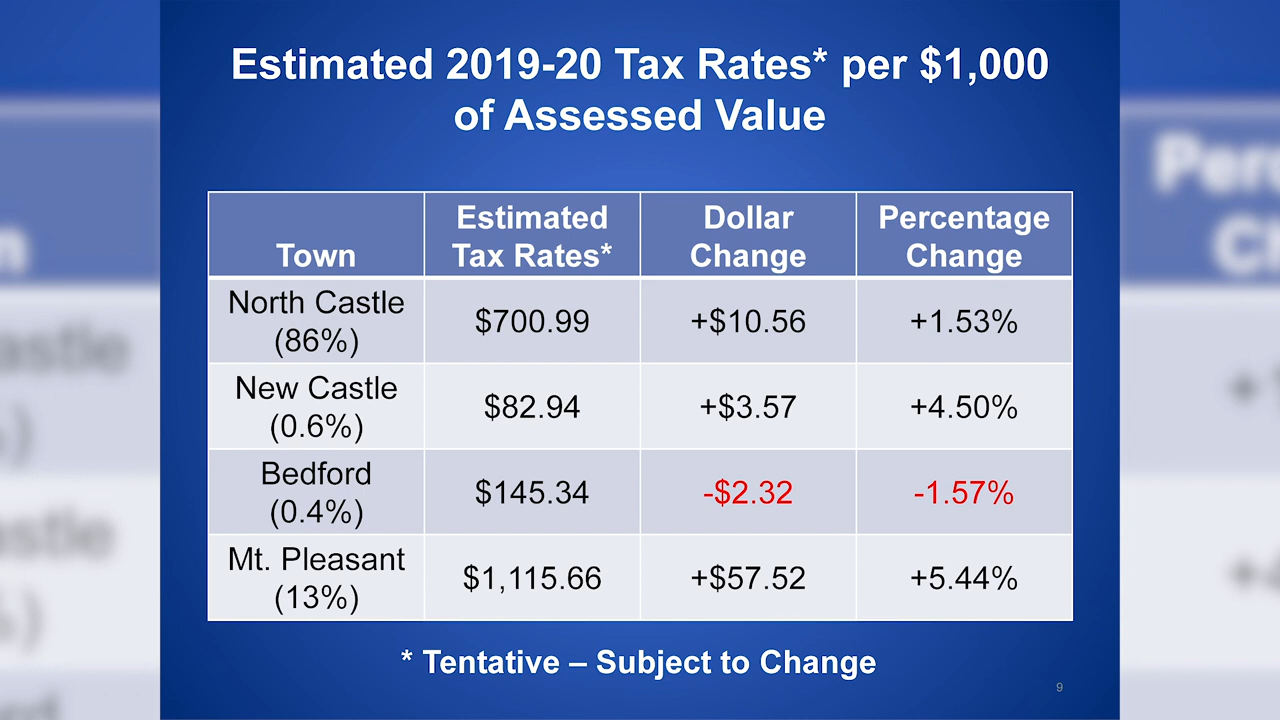 Estimated 2019-20 Tax Rates* per $1,000
of Assessed Value
Town
Estimated
Tax Rates*
Dollar
Change
Percentage
Change
North Castle
(86%)
$700.99
+$10.56
+1.53%
New Castle
(0.6%)
$82.94
+$3.57
+4.50%
Bedford
(0.4%)
$145.34
-$2.32
-1.57%
Mt. Pleasant
(13%)
$1,115.66
+$57.52
+5.44%
* Tentative – Subject to Change
9